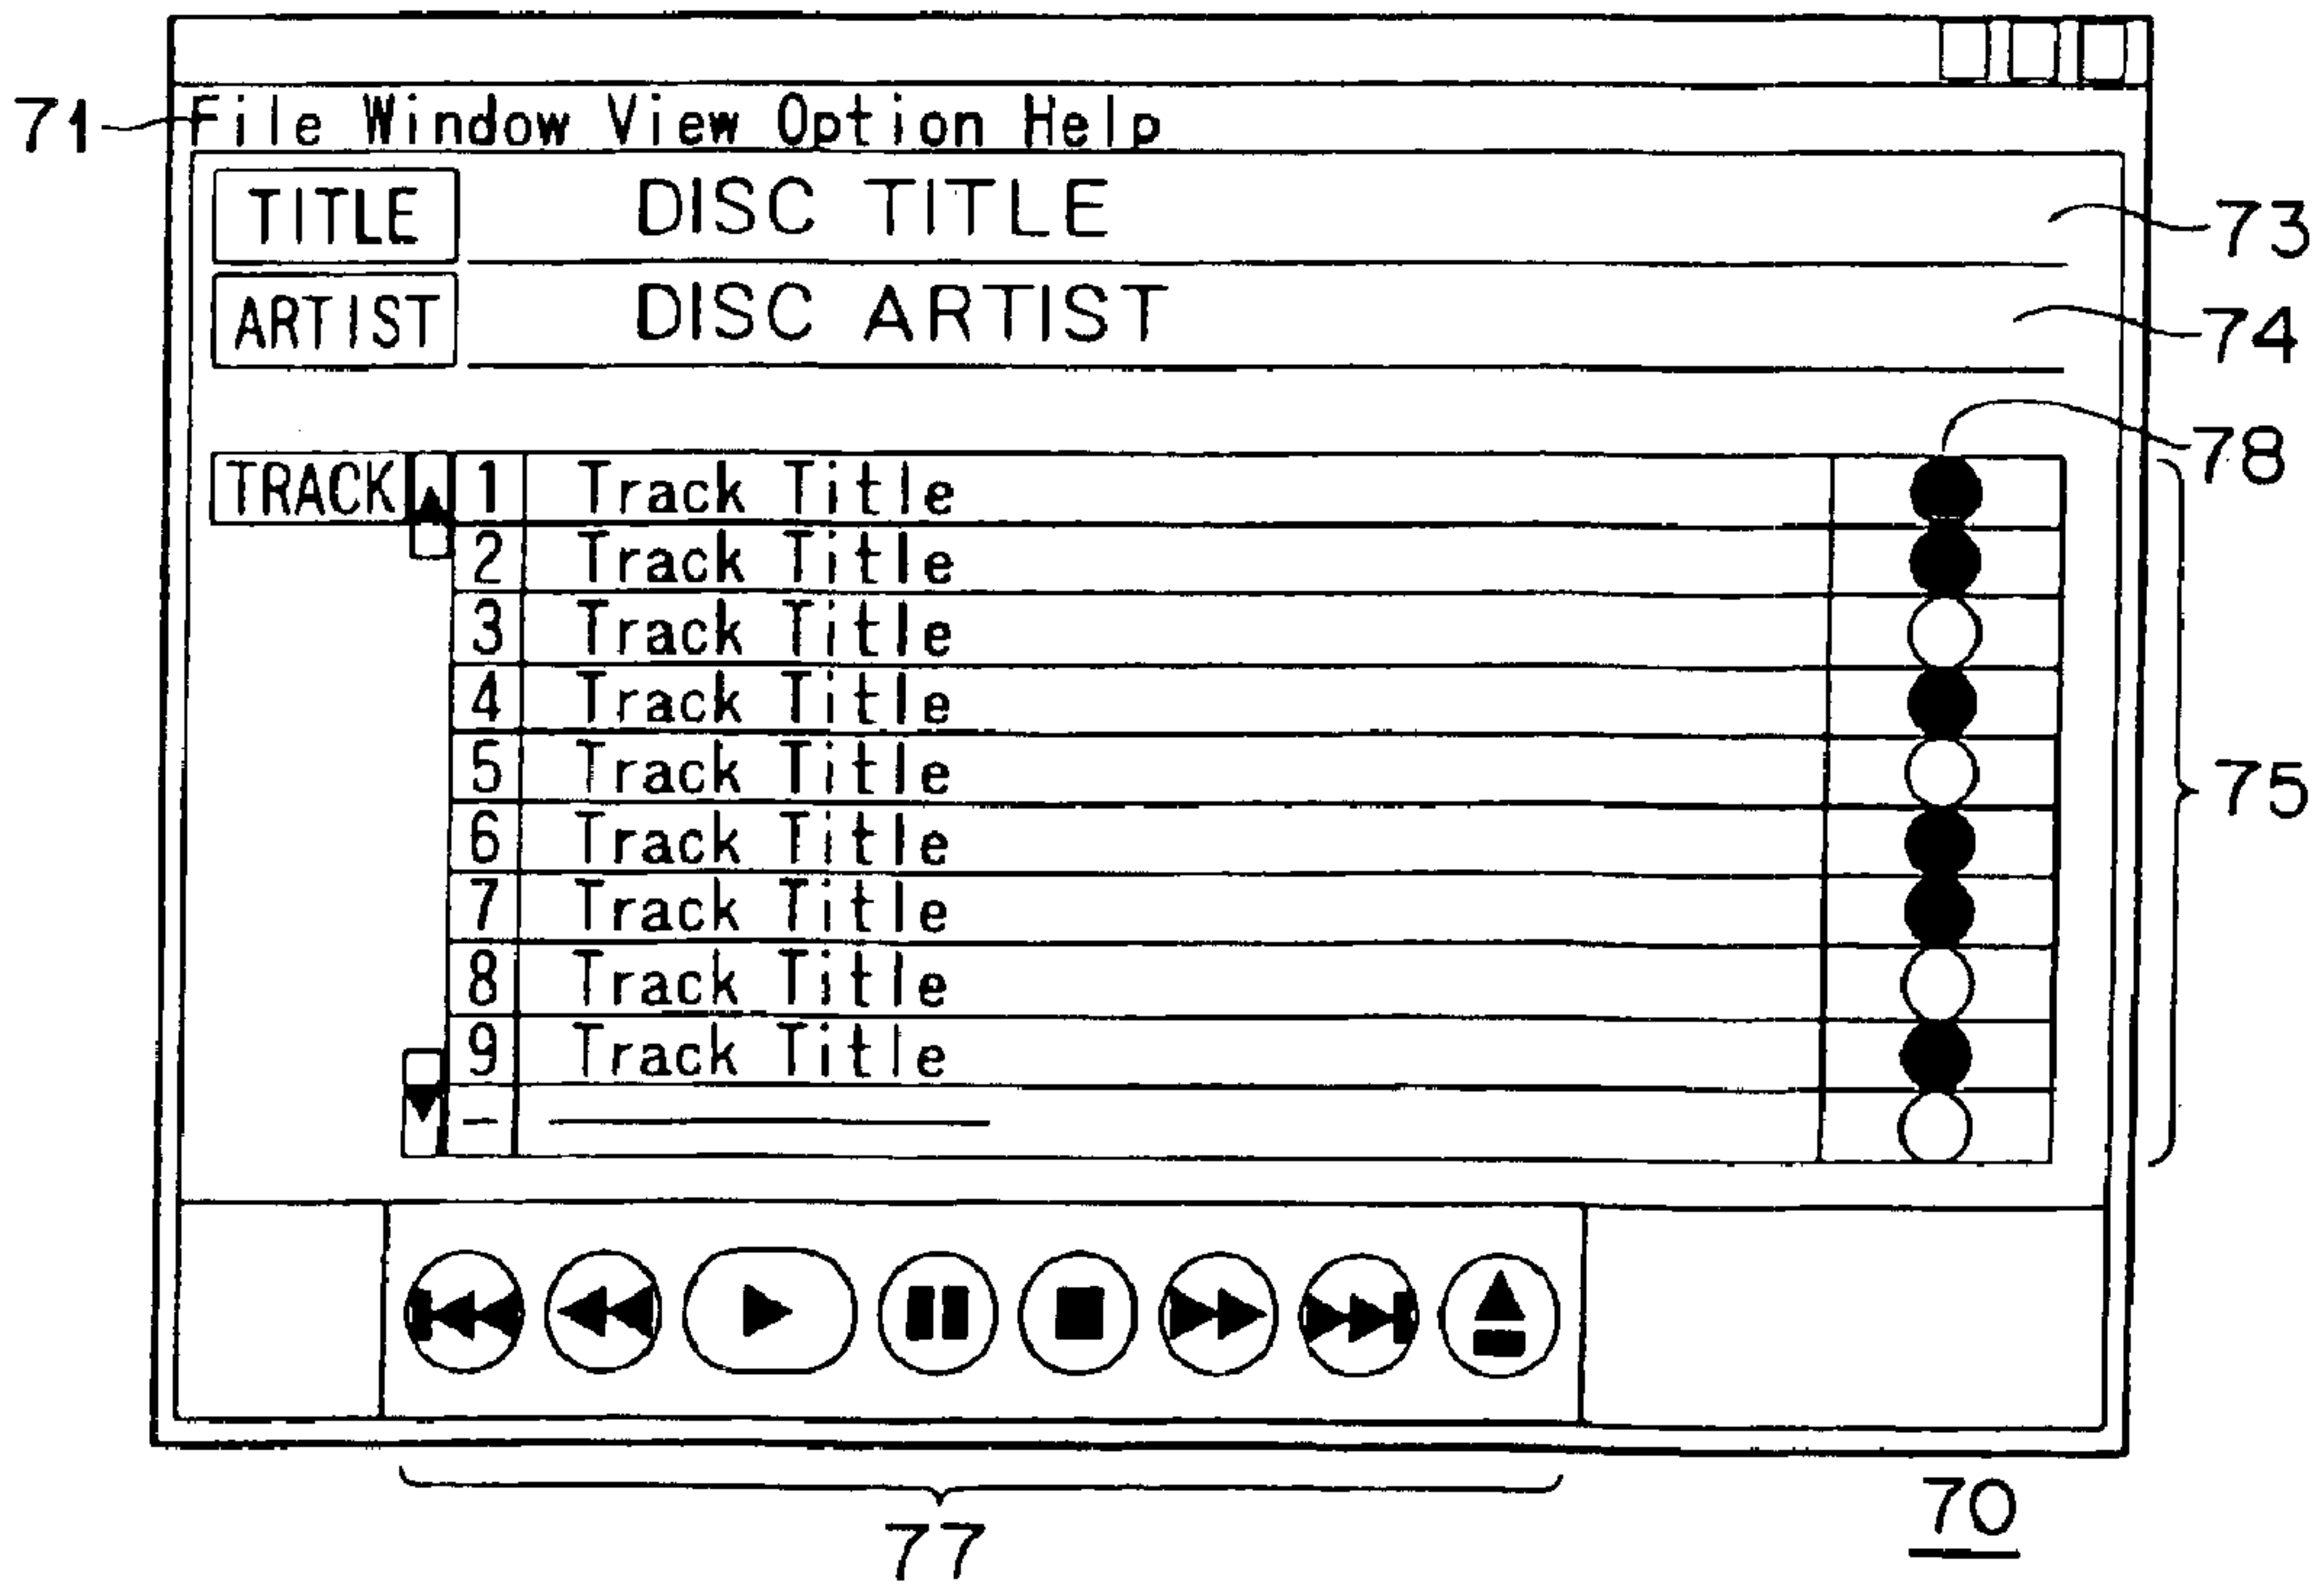 71 File Window View Option Help
TITLE DISC TITLE 73
ARTIST DISC ARTIST 74
78
TRACK 1 Track Title
2 Track Title
3 Track Title
4 Track Title
5 Track Title
75
6 Track Title
7 Track Title
8 Track Title
9 Track Title
–
77
70